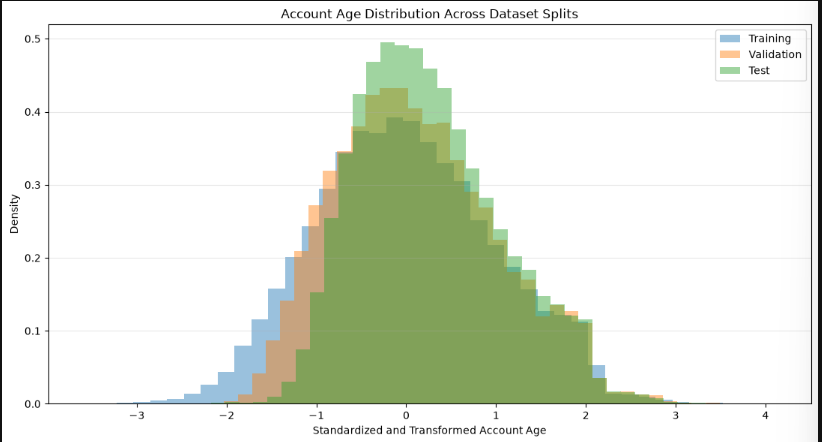 Account Age Distribution Across Dataset Splits
Training
Validation
Test
0.5
0.4
0.3
0.2
0.1
0.0
Density
−3 −2 −1 0 1 2 3 4
Standardized and Transformed Account Age